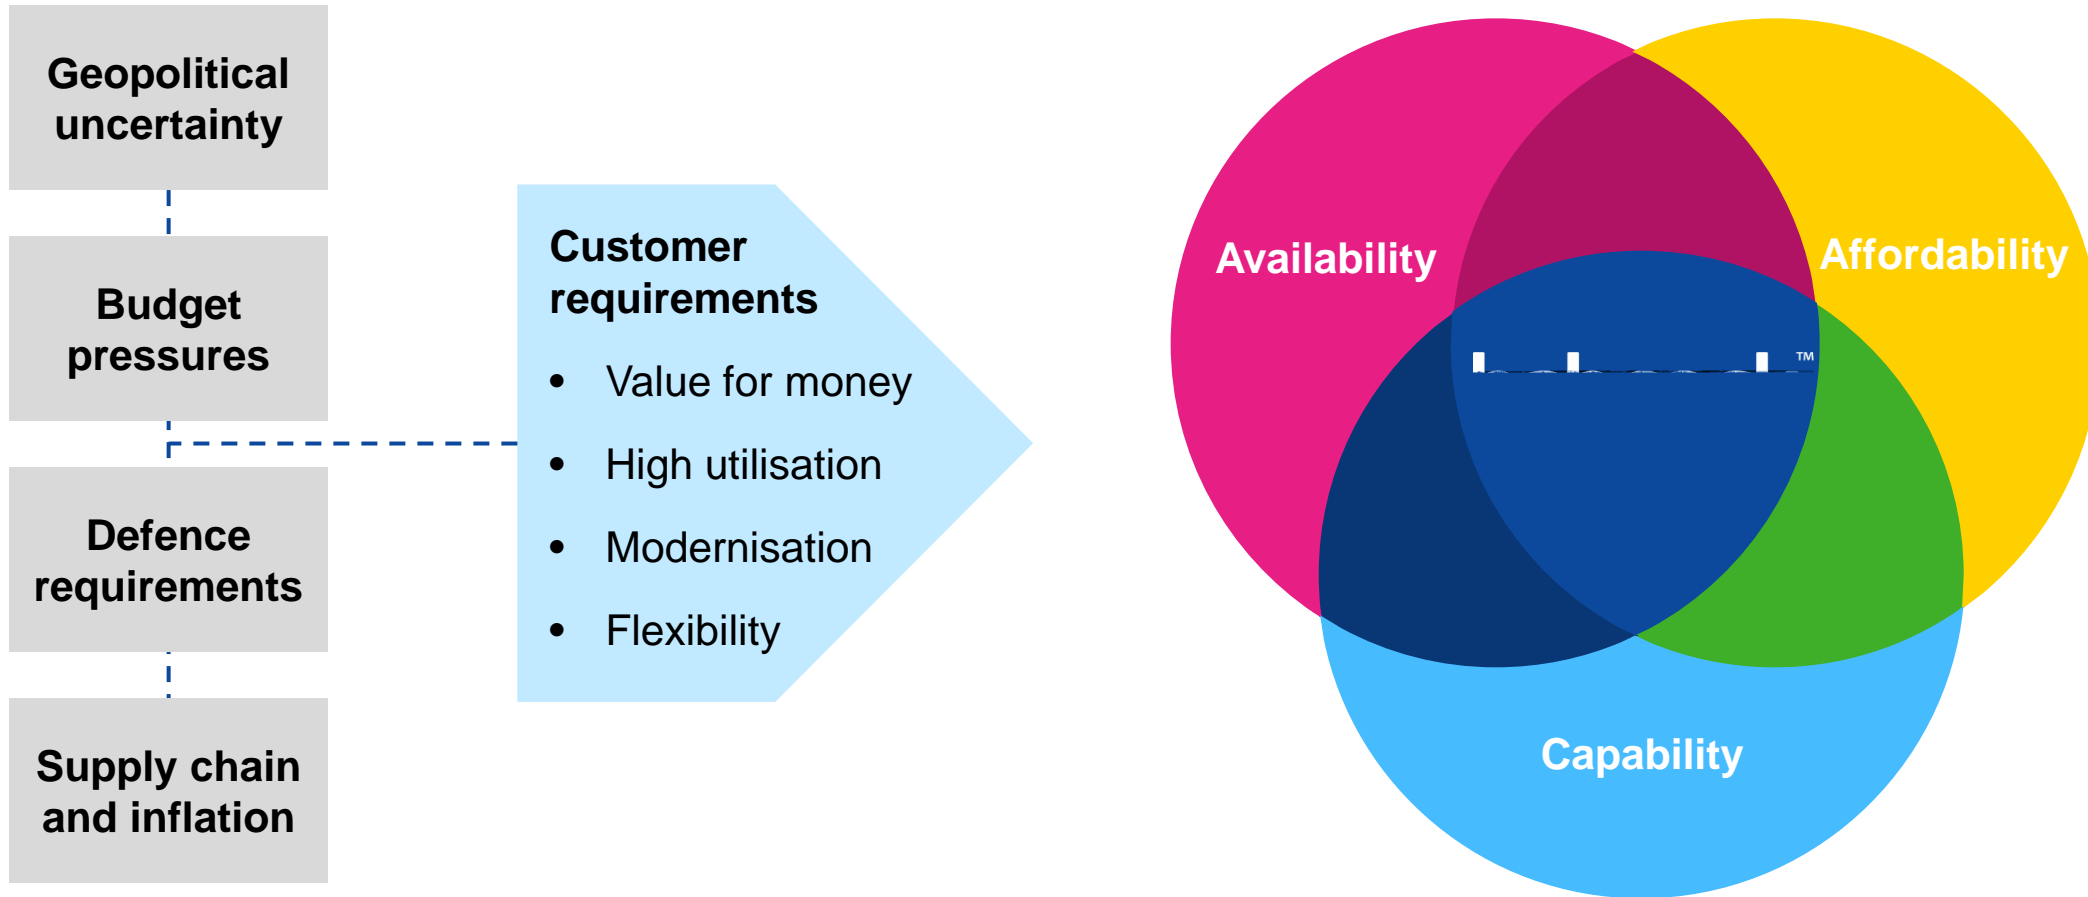 Geopolitical
uncertainty
Budget
pressures
Defence
requirements
Supply chain
and inflation
Customer
requirements
• Value for money
• High utilisation
• Modernisation
• Flexibility
Availability
Affordability
TM
Capability